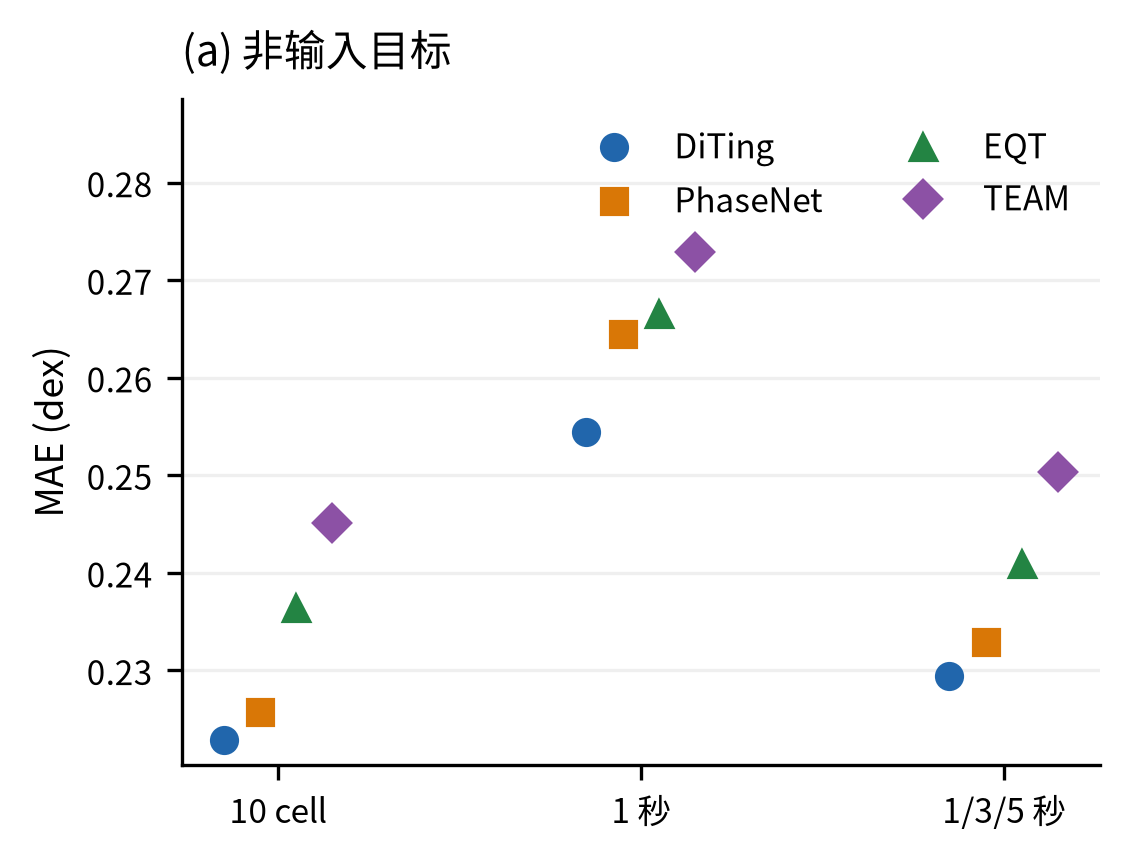 (a) 非输入目标
DiTing
EQT
PhaseNet
TEAM
MAE (dex)
0.28
0.27
0.26
0.25
0.24
0.23
10 cell
1 秒
1/3/5 秒